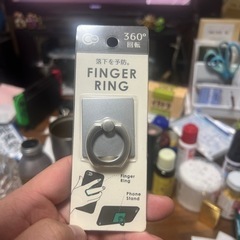 360°
回転
落下を予防。
FINGER
RING
Finger
Ring
Phone
Stand